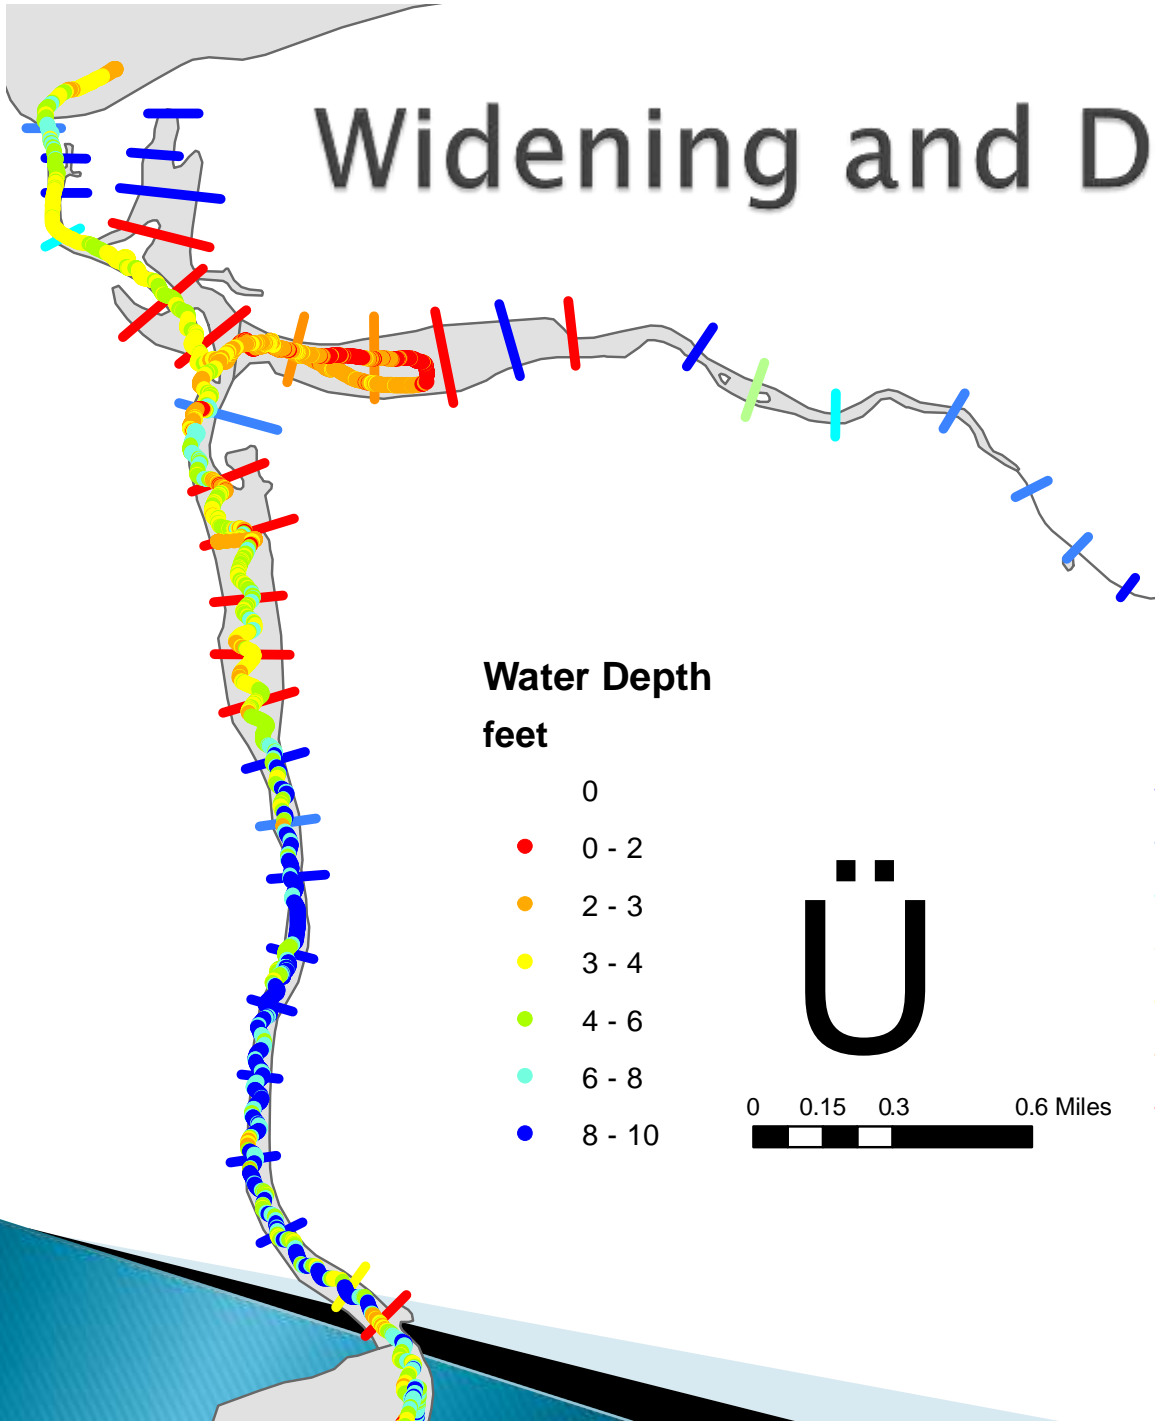 Widening and D
Water Depth
feet
0
0 - 2
2 - 3
3 - 4
4 - 6
6 - 8
8 - 10
Ü
0 0.15 0.3 0.6 Miles